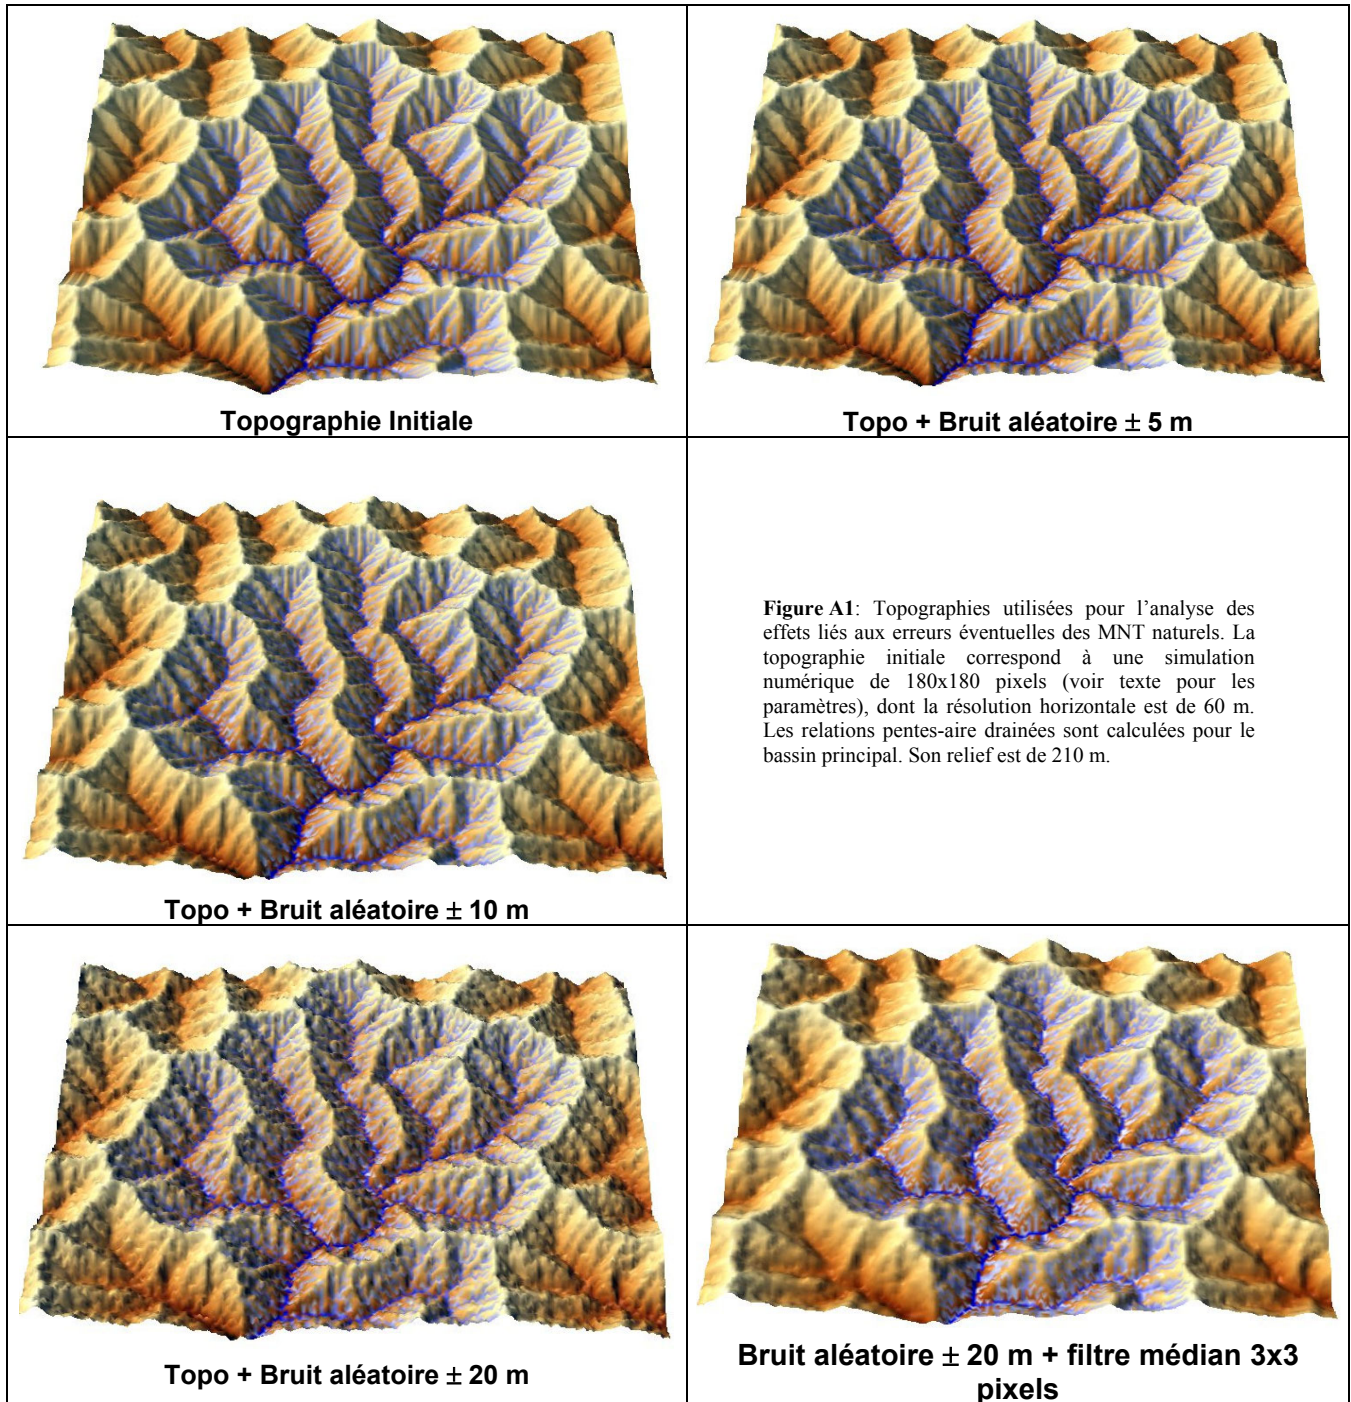 Topographie Initiale
Topo + Bruit aléatoire ± 5 m
Topo + Bruit aléatoire ± 10 m
Figure A1: Topographies utilisées pour l'analyse des
effets liés aux erreurs éventuelles des MNT naturels. La
topographie initiale correspond à une simulation
numérique de 180x180 pixels (voir texte pour les
paramètres), dont la résolution horizontale est de 60 m.
Les relations pentes-aire drainées sont calculées pour le
bassin principal. Son relief est de 210 m.
Topo + Bruit aléatoire ± 20 m
Bruit aléatoire ± 20 m + filtre médian 3x3
pixels